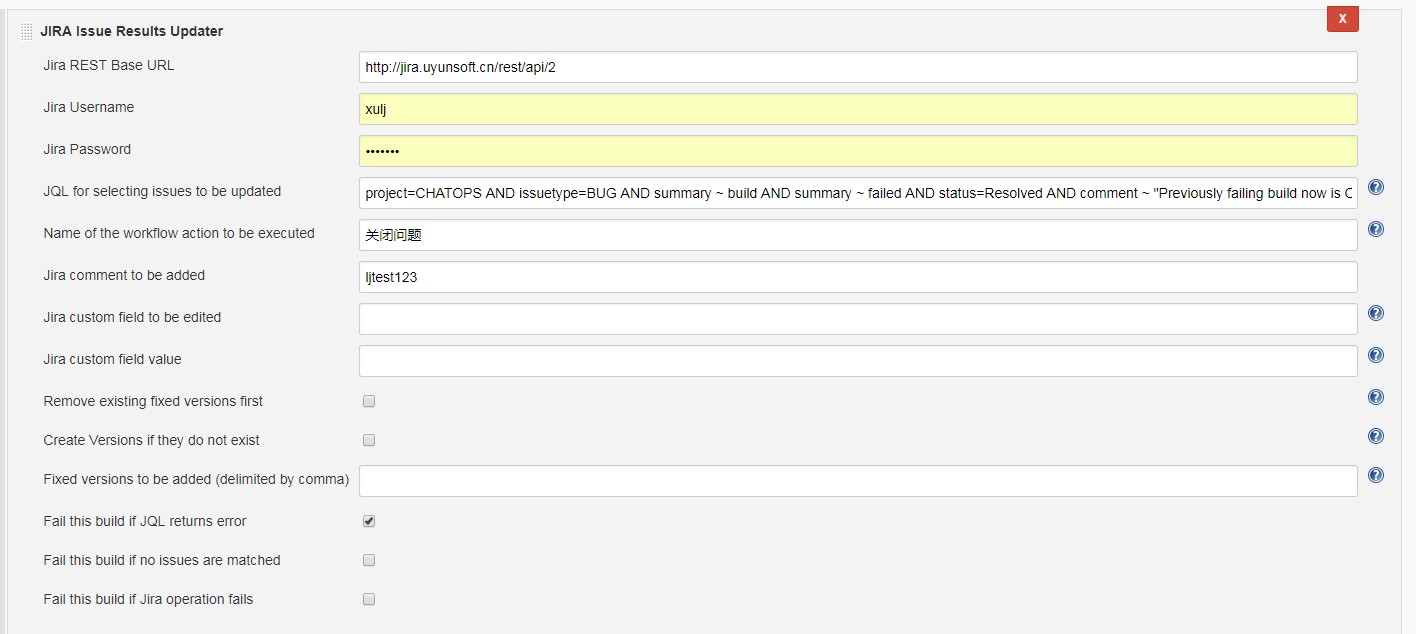 JIRA Issue Results Updater
X
Jira REST Base URL
http://jira.uyunsoft.cn/rest/api/2
Jira Username
xulj
Jira Password
•••••••
JQL for selecting issues to be updated
project=CHATOPS AND issuetype=BUG AND summary ~ build AND summary ~ failed AND status=Resolved AND comment ~ "Previously failing build now is
Name of the workflow action to be executed
关闭问题
Jira comment to be added
ljtest123
Jira custom field to be edited
Jira custom field value
Remove existing fixed versions first
Create Versions if they do not exist
Fixed versions to be added (delimited by comma)
Fail this build if JQL returns error
Fail this build if no issues are matched
Fail this build if Jira operation fails